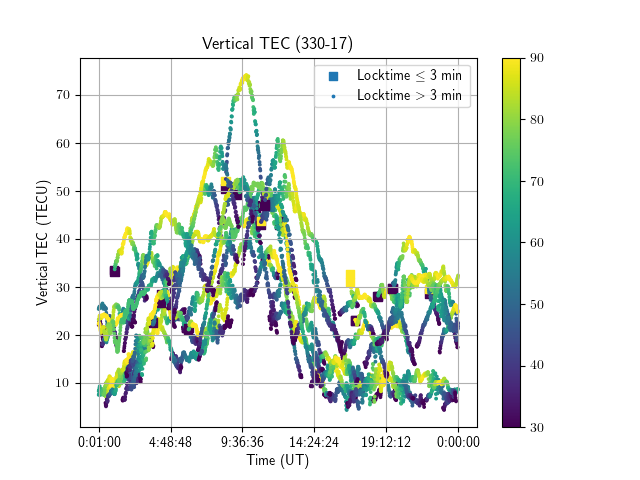 Vertical TEC (330-17)
Locktime ≤ 3 min
Locktime > 3 min
Vertical TEC (TECU)
70
60
50
40
30
20
10
0:01:00 4:48:48 9:36:36 14:24:24 19:12:12 0:00:00
Time (UT)
90
80
70
60
50
40
30